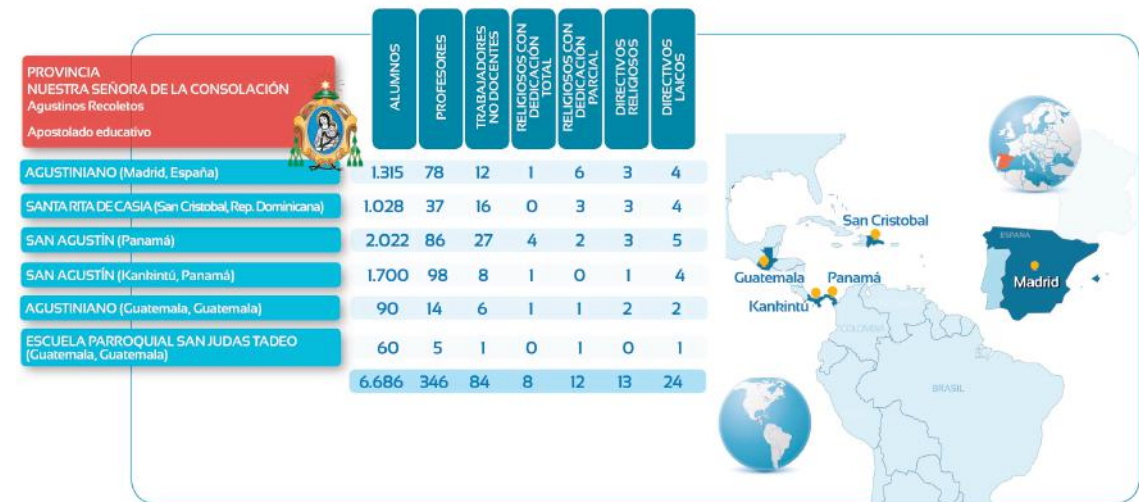 PROVINCIA
NUESTRA SEÑORA DE LA CONSOLACIÓN
Agustinos Recoletos
Apostolado educativo
ALUMNOS
PROFESORES
TRABAJADORES
NO DOCENTES
RELIGIOSOS CON
DEDICACIÓN
TOTAL
RELIGIOSOS CON
DEDICACIÓN
PARCIAL
DIRECTIVOS
RELIGIOSOS
DIRECTIVOS
LAICOS
AGUSTINIANO (Madrid, España) 1.315 78 12 1 6 3 4
SANTA RITA DE CASIA (San Cristobal, Rep. Dominicana) 1.028 37 16 0 3 3 4
SAN AGUSTÍN (Panamá) 2.022 86 27 4 2 3 5
SAN AGUSTÍN (Kankintú, Panamá) 1.700 98 8 1 0 1 4
AGUSTINIANO (Guatemala, Guatemala) 90 14 6 1 1 2 2
ESCUELA PARROQUIAL SAN JUDAS TADEO
(Guatemala, Guatemala) 60 5 1 0 1 0 1
6.686 346 84 8 12 13 24
San Cristobal
Guatemala Panamá
Kankintú
ESPAÑA
Madrid
COLOMBIA
BRASIL